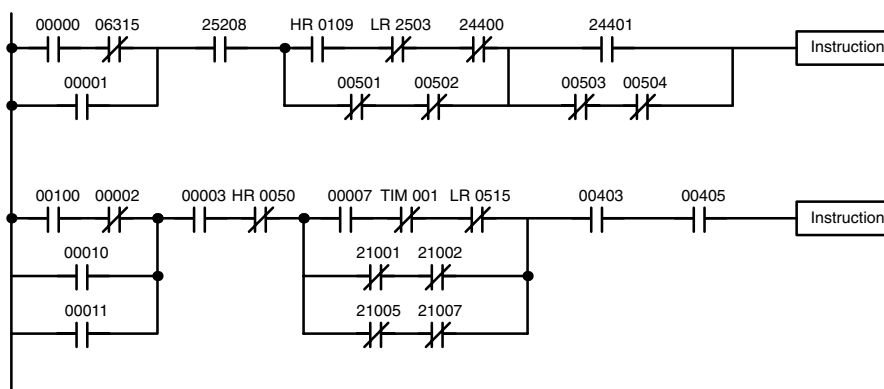 00000 06315 25208 HR 0109 LR 2503 24400 24401
Instruction
00001 00501 00502 00503 00504
00100 00002 00003 HR 0050 00007 TIM 001 LR 0515 00403 00405
Instruction
00010 21001 21002
00011 21005 21007